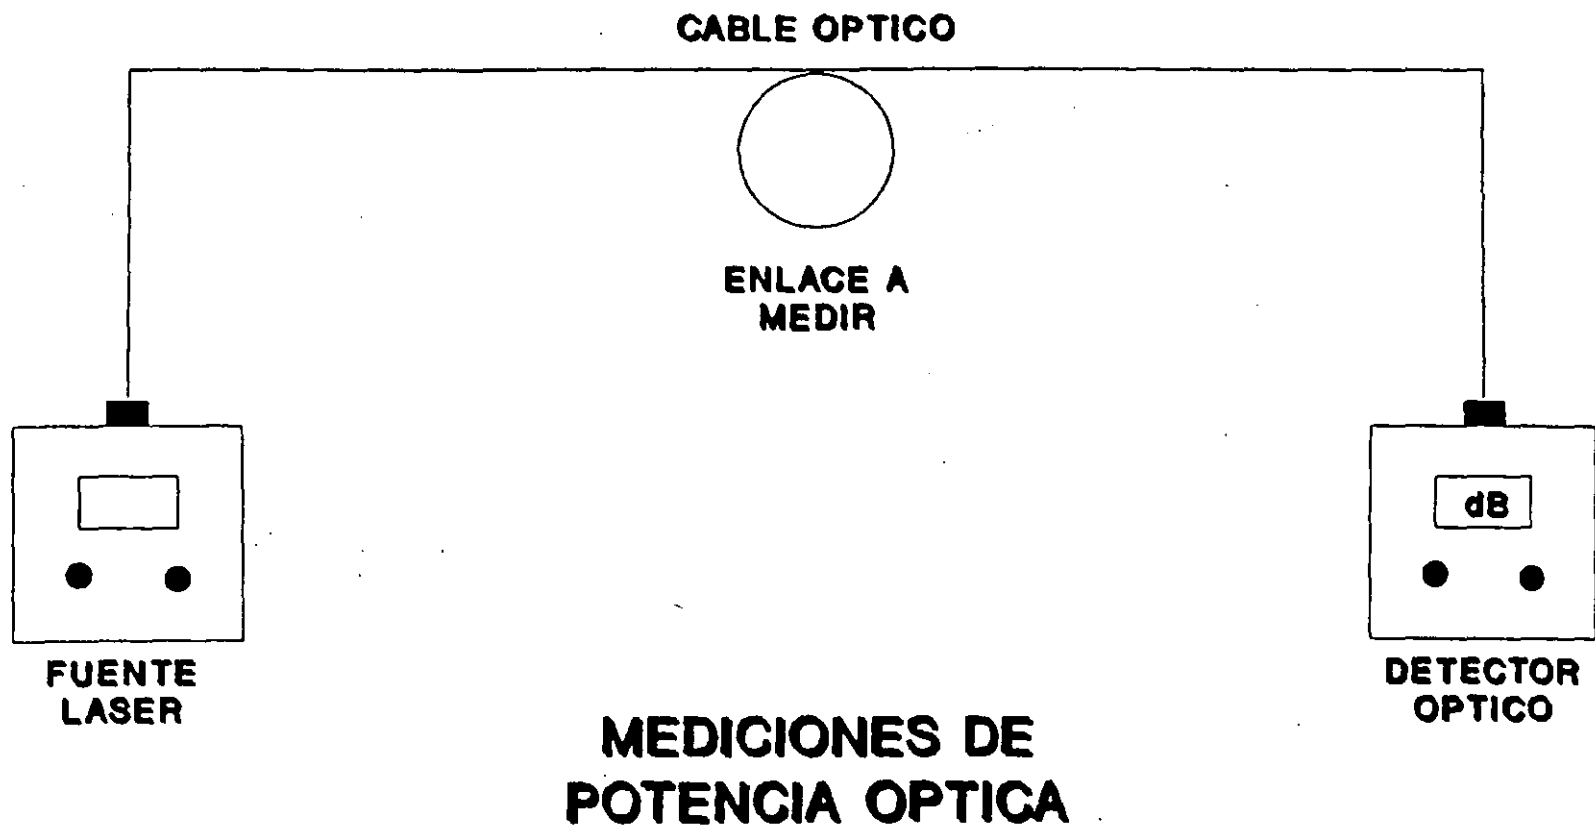 CABLE OPTICO
ENLACE A
MEDIR
dB
FUENTE
LASER
DETECTOR
OPTICO
MEDICIONES DE
POTENCIA OPTICA